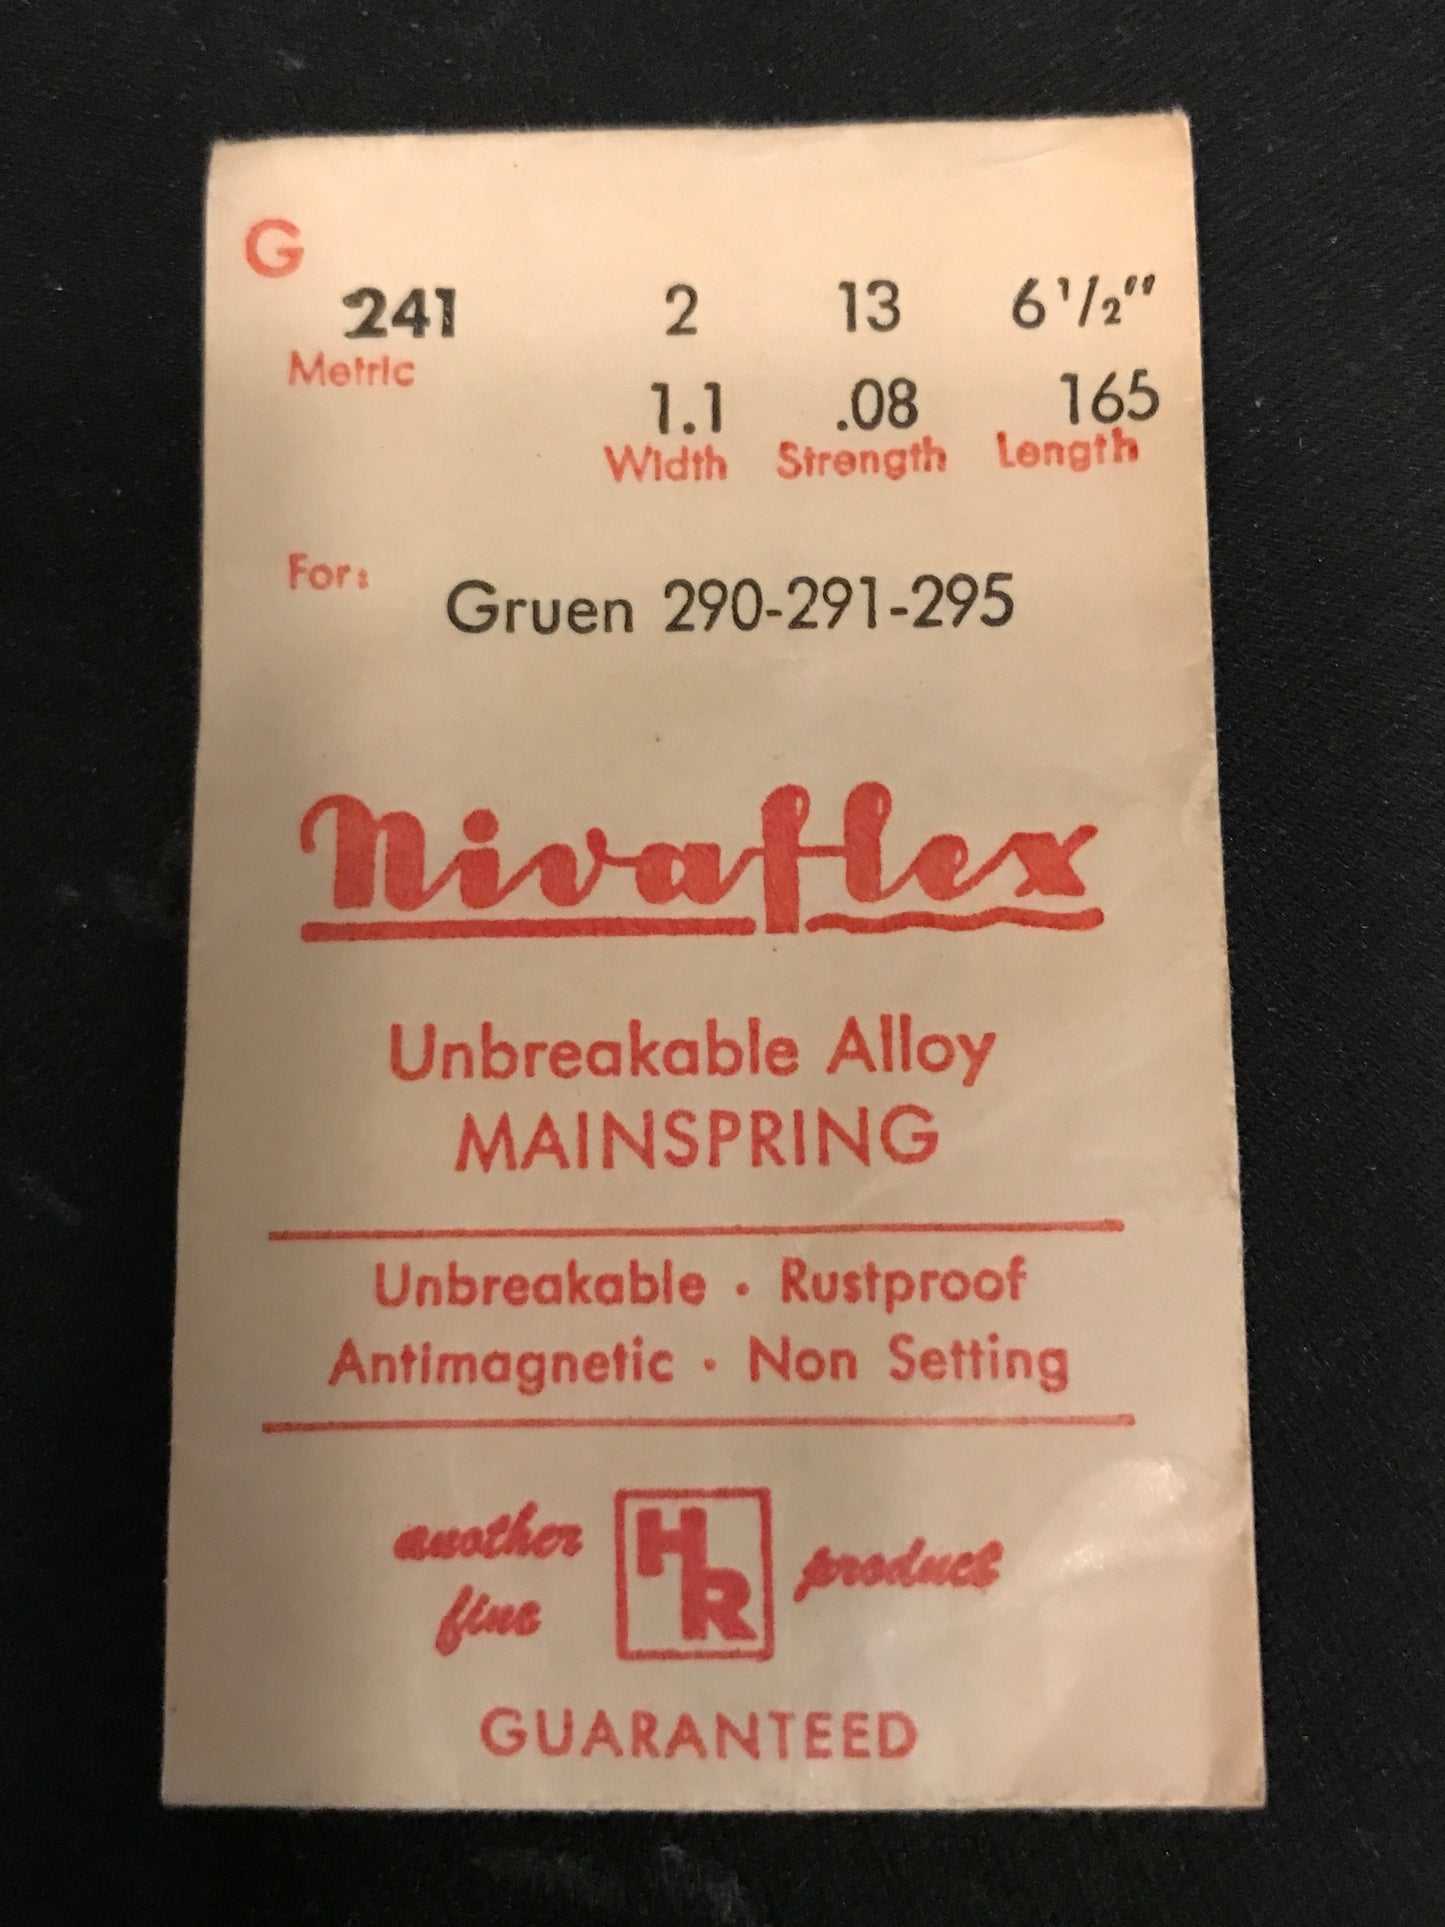 G
241 2 13 6 1/2"
Metric
1.1 .08 165
Width Strength Length
For: Gruen 290-291-295
Nivaflex
Unbreakable Alloy
MAINSPRING
Unbreakable · Rustproof
Antimagnetic · Non Setting
another HR product
fine
GUARANTEED